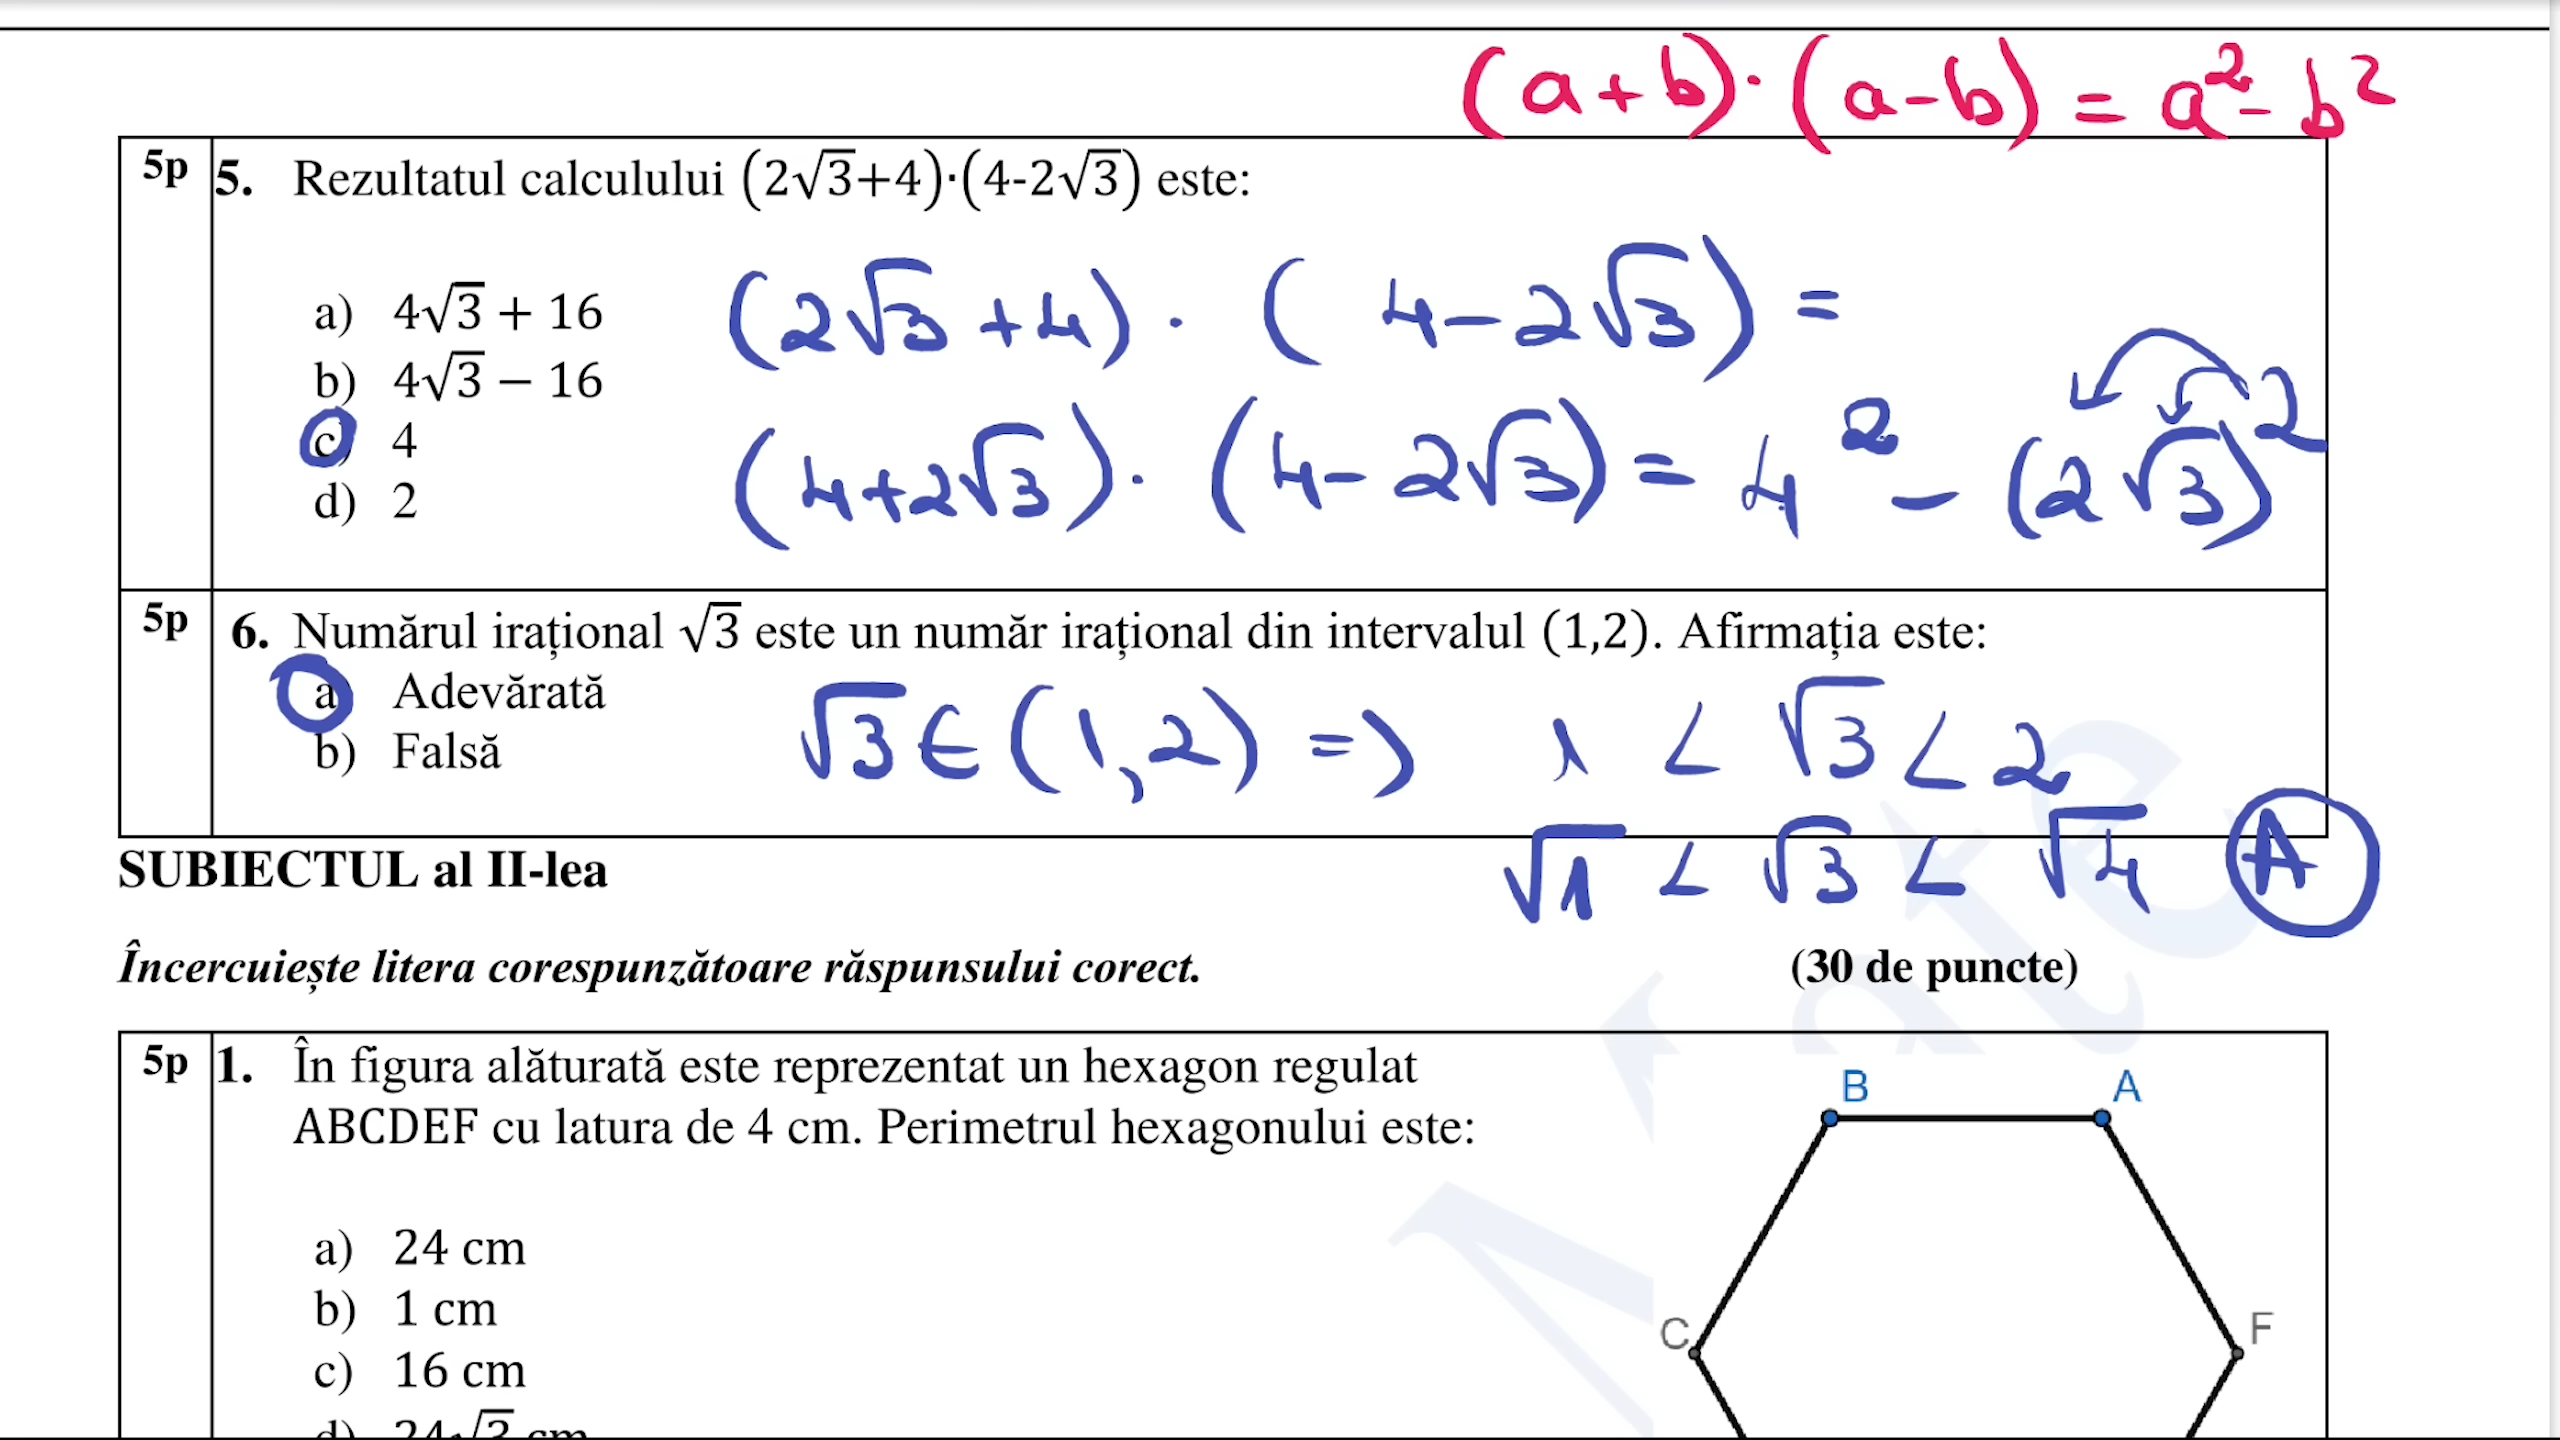 (a+b)·(a-b) = a²- b²
5p 5. Rezultatul calculului (2√3+4)·(4-2√3) este:
a) 4√3 + 16
(2√3 +4) · ( 4-2√3) =
b) 4√3 − 16
c) 4
(4+2√3) · (4-2√3) = 4² - (2√3)²
d) 2
5p 6. Numărul irațional √3 este un număr irațional din intervalul (1,2). Afirmația este:
a) Adevărată
b) Falsă
√3 ∈ (1,2) => 1 < √3 < 2
√1 < √3 < √4 A
SUBIECTUL al II-lea
Încercuiește litera corespunzătoare răspunsului corect. (30 de puncte)
5p 1. În figura alăturată este reprezentat un hexagon regulat
ABCDEF cu latura de 4 cm. Perimetrul hexagonului este:
B A
a) 24 cm
b) 1 cm
C F
c) 16 cm
d) 24√3 cm